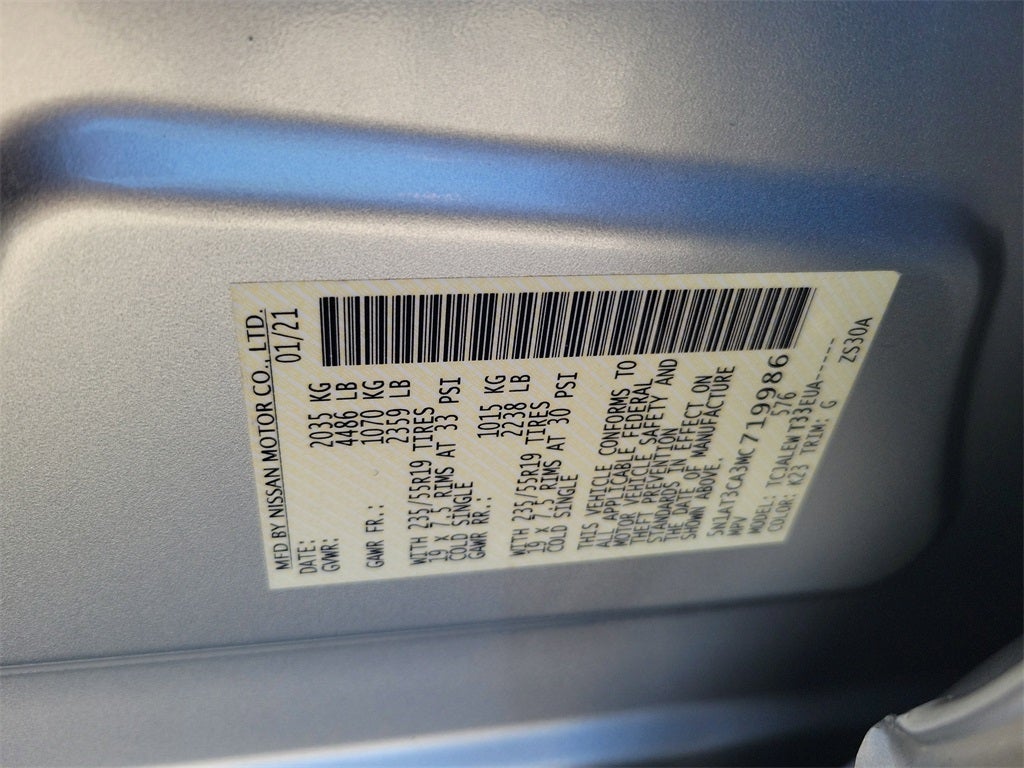 MFD BY NISSAN MOTOR CO., LTD.
DATE: 01/21
GVWR: 2035 KG
4486 LB
GAWR FR.: 1070 KG
2359 LB
WITH 235/55R19 TIRES
19 X 7.5 RIMS AT 33 PSI
COLD SINGLE
GAWR RR.: 1015 KG
2238 LB
WITH 235/55R19 TIRES
19 X 7.5 RIMS AT 30 PSI
COLD SINGLE
THIS VEHICLE CONFORMS TO
ALL APPLICABLE FEDERAL
MOTOR VEHICLE SAFETY AND
THEFT PREVENTION
STANDARDS IN EFFECT ON
THE DATE OF MANUFACTURE
SHOWN ABOVE.
5N1AT3CA3MC719986
MPV 576
MODEL: TCJALEWT33EUA------
COLOR: K23 TRIM: G
ZS30A